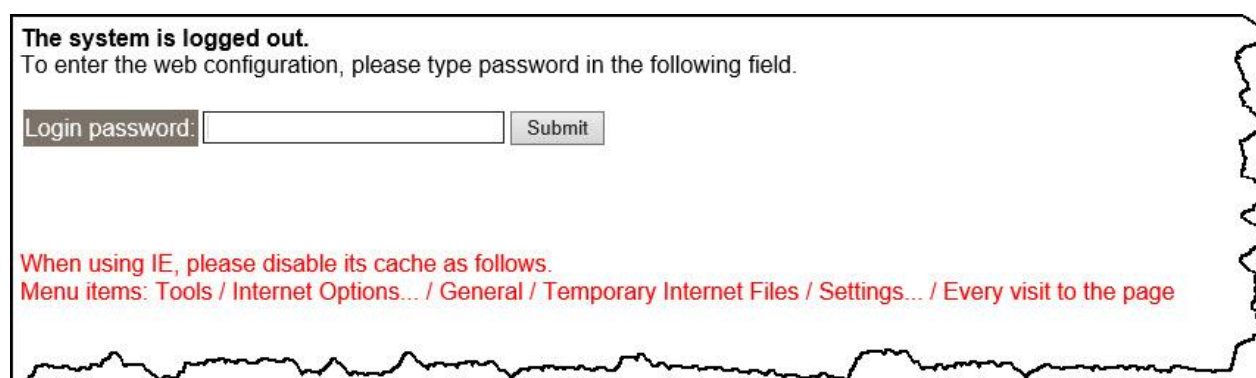 The system is logged out.
To enter the web configuration, please type password in the following field.
Login password:
Submit
When using IE, please disable its cache as follows.
Menu items: Tools / Internet Options... / General / Temporary Internet Files / Settings... / Every visit to the page